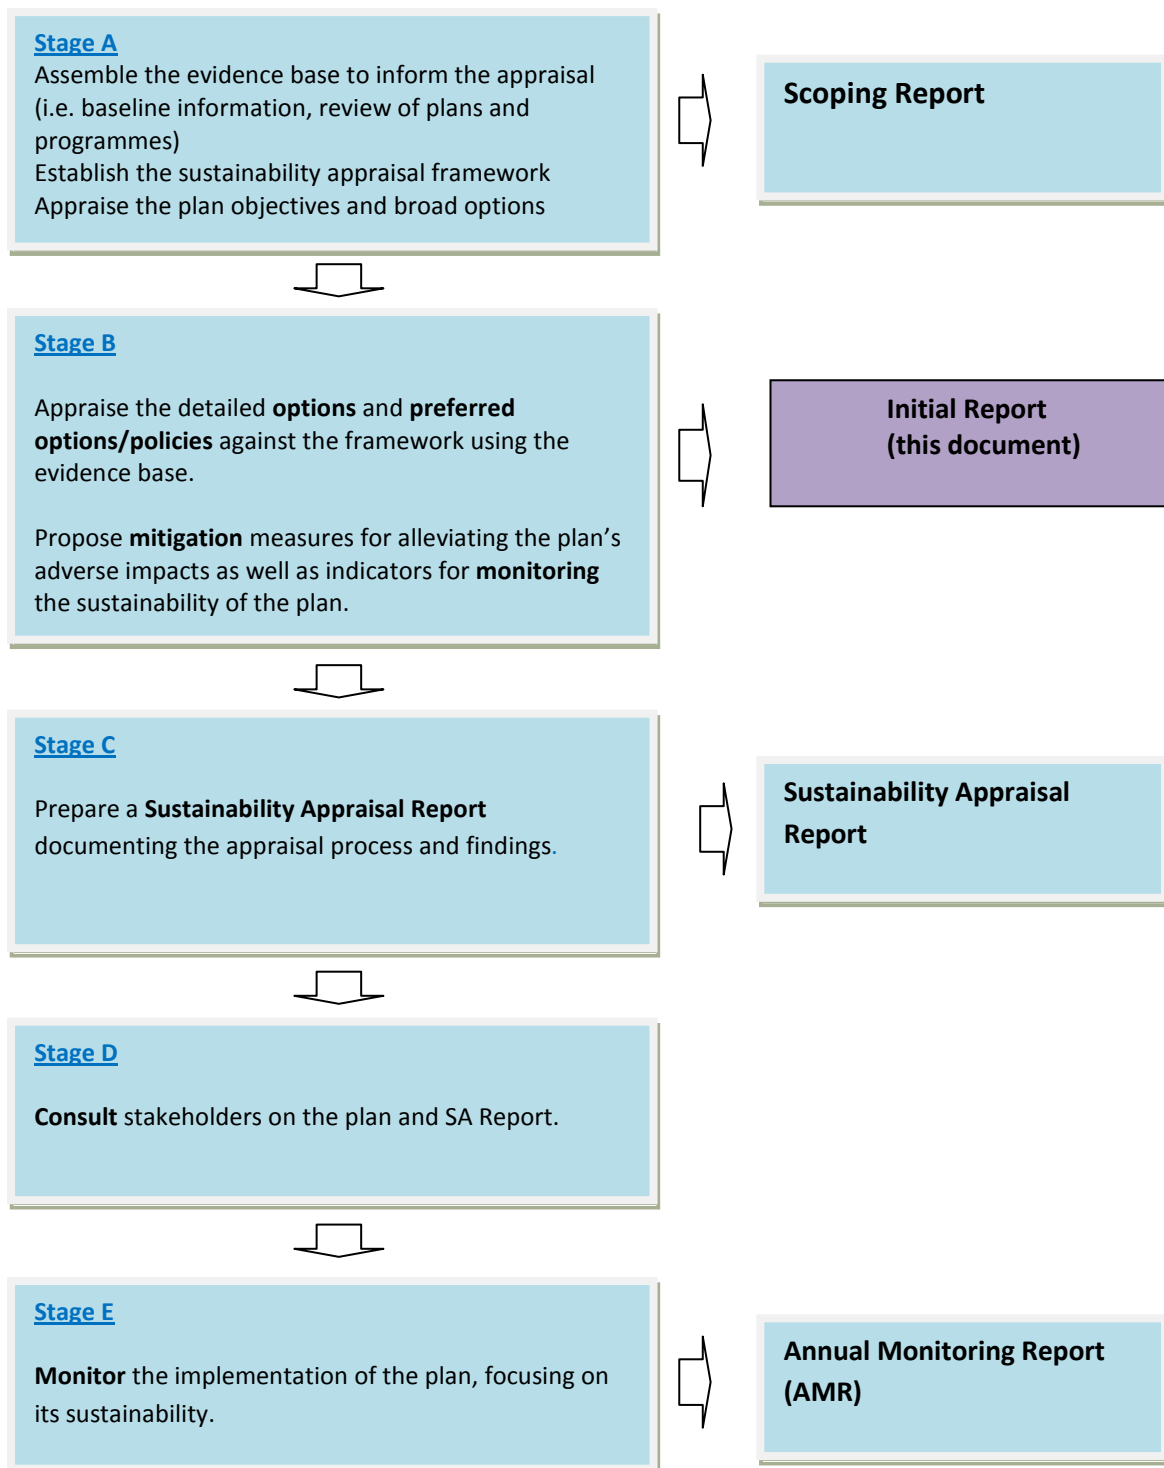 Stage A
Assemble the evidence base to inform the appraisal
(i.e. baseline information, review of plans and
programmes)
Establish the sustainability appraisal framework
Appraise the plan objectives and broad options
Scoping Report
Stage B
Appraise the detailed options and preferred
options/policies against the framework using the
evidence base.
Propose mitigation measures for alleviating the plan’s
adverse impacts as well as indicators for monitoring
the sustainability of the plan.
Initial Report
(this document)
Stage C
Prepare a Sustainability Appraisal Report
documenting the appraisal process and findings.
Sustainability Appraisal
Report
Stage D
Consult stakeholders on the plan and SA Report.
Stage E
Monitor the implementation of the plan, focusing on
its sustainability.
Annual Monitoring Report
(AMR)